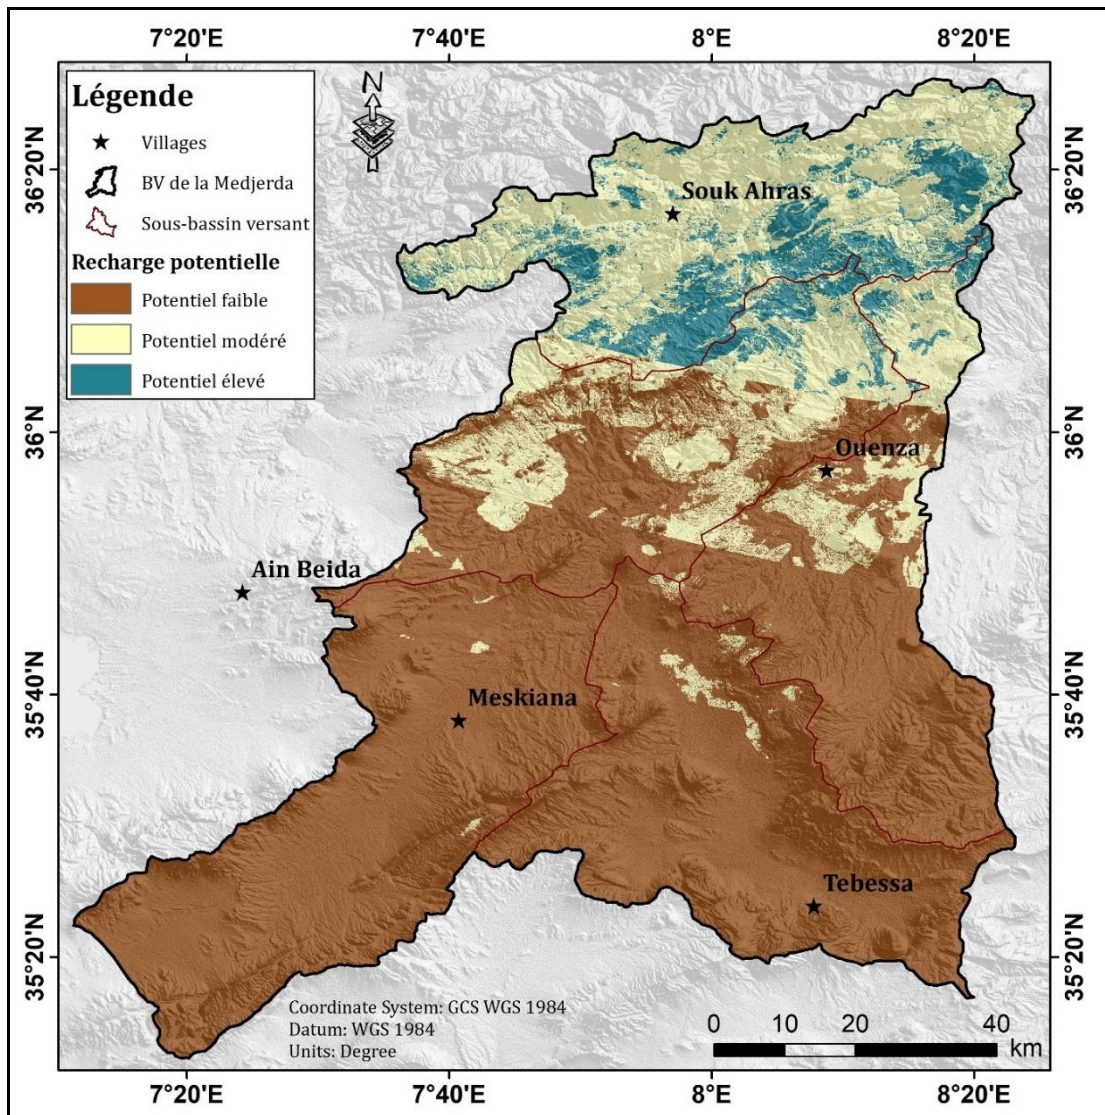 7°20'E 7°40'E 8°E 8°20'E
Légende
Villages
BV de la Medjerda
Sous-bassin versant
Recharge potentielle
Potentiel faible
Potentiel modéré
Potentiel élevé
N
36°20'N
36°20'N
Souk Ahras
36°N
36°N
Ouenza
Ain Beida
35°40'N
35°40'N
Meskiana
Tebessa
35°20'N
35°20'N
Coordinate System: GCS WGS 1984
Datum: WGS 1984
Units: Degree
0 10 20 40
km
7°20'E 7°40'E 8°E 8°20'E